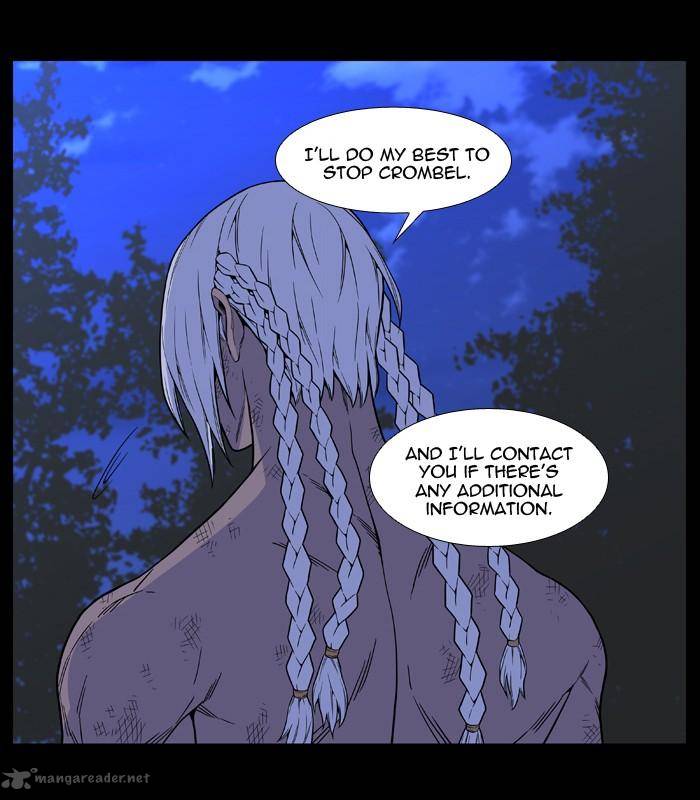 I'LL DO MY BEST TO
STOP CROMBEL.
AND I'LL CONTACT
YOU IF THERE'S
ANY ADDITIONAL
INFORMATION.
mangareader.net